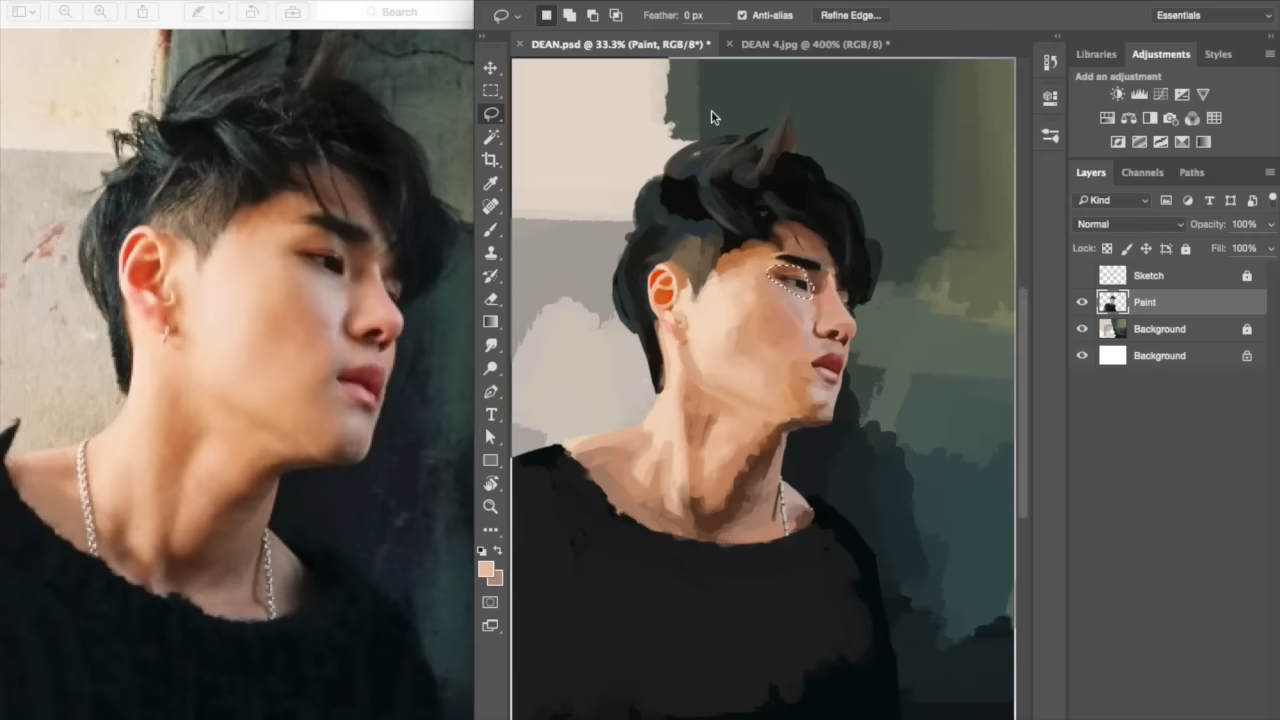 Search
Feather: 0 px
Anti-alias
Refine Edge...
Essentials
DEAN.psd @ 33.3% (Paint, RGB/8*) *
DEAN 4.jpg @ 400% (RGB/8) *
Libraries
Adjustments
Styles
Add an adjustment
Layers
Channels
Paths
Kind
Normal
Opacity: 100%
Lock:
Fill: 100%
Sketch
Paint
Background
Background